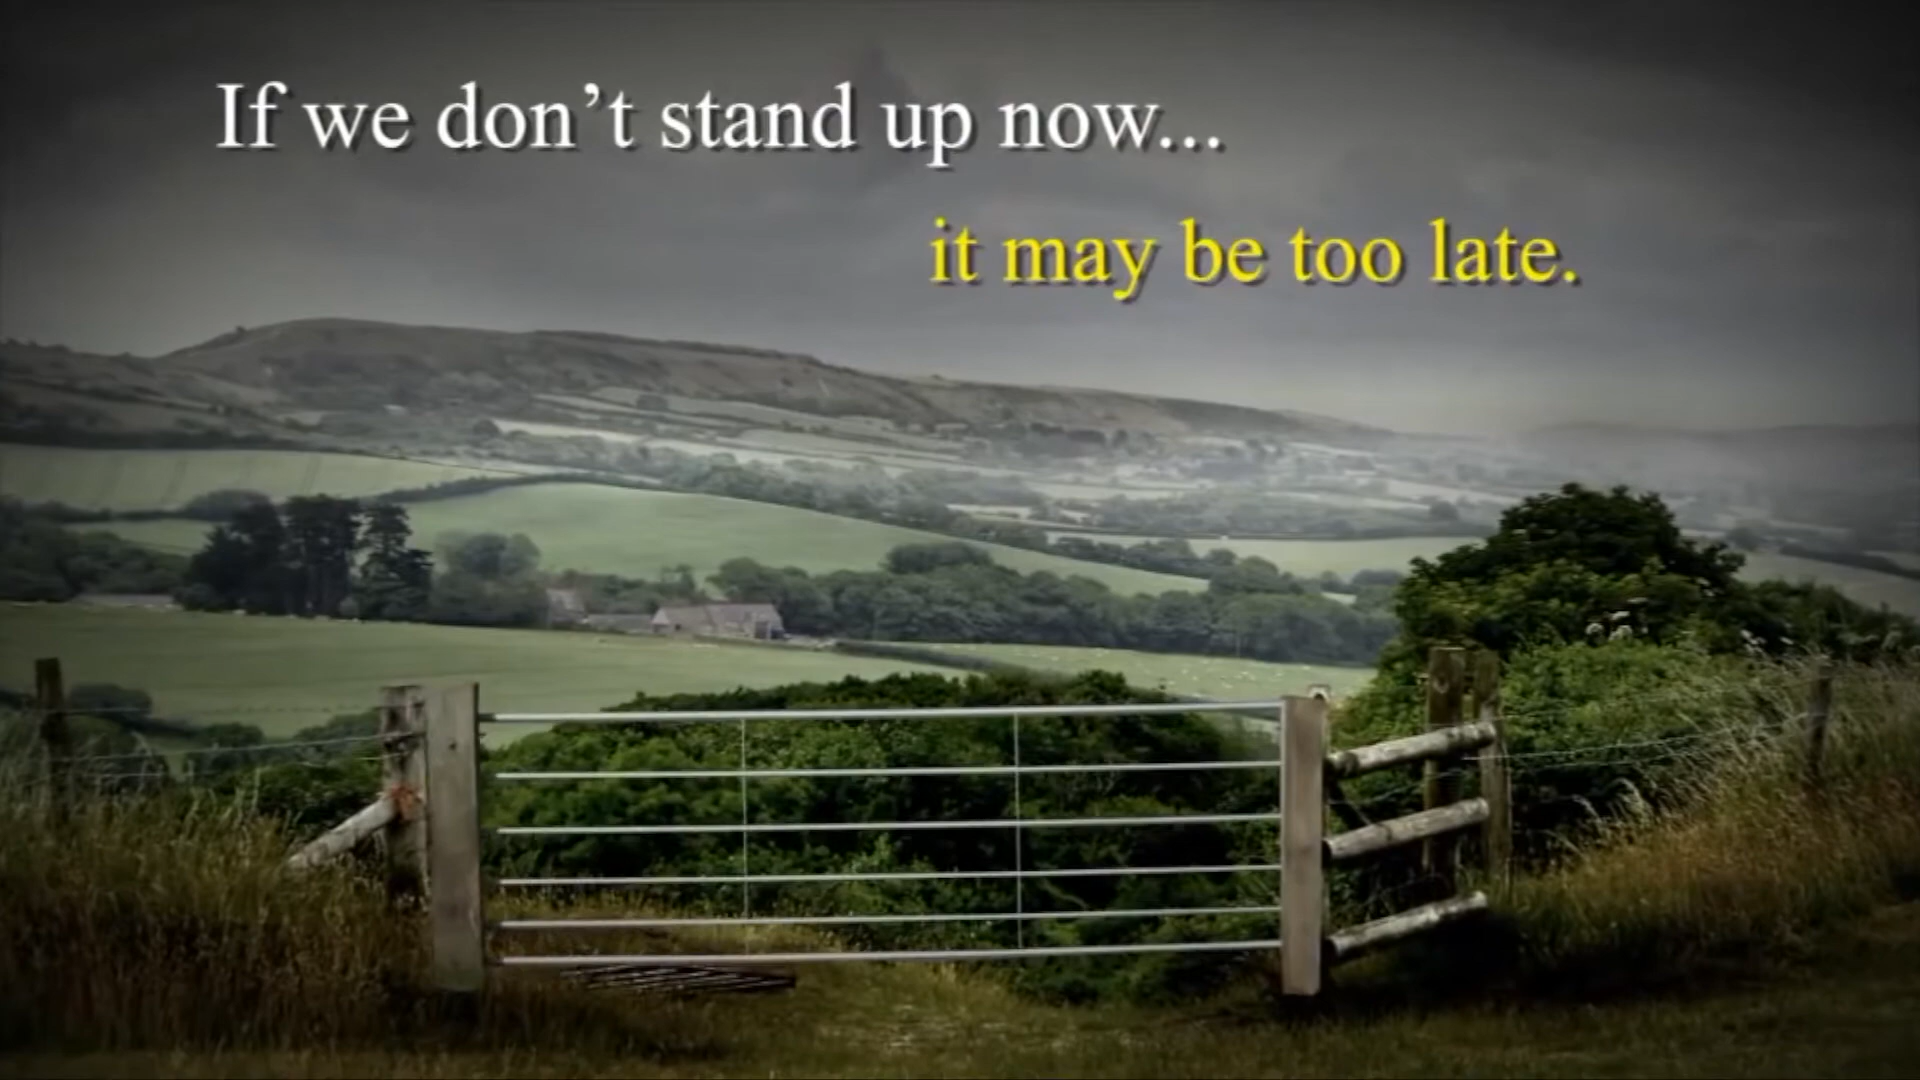 If we don’t stand up now...
it may be too late.